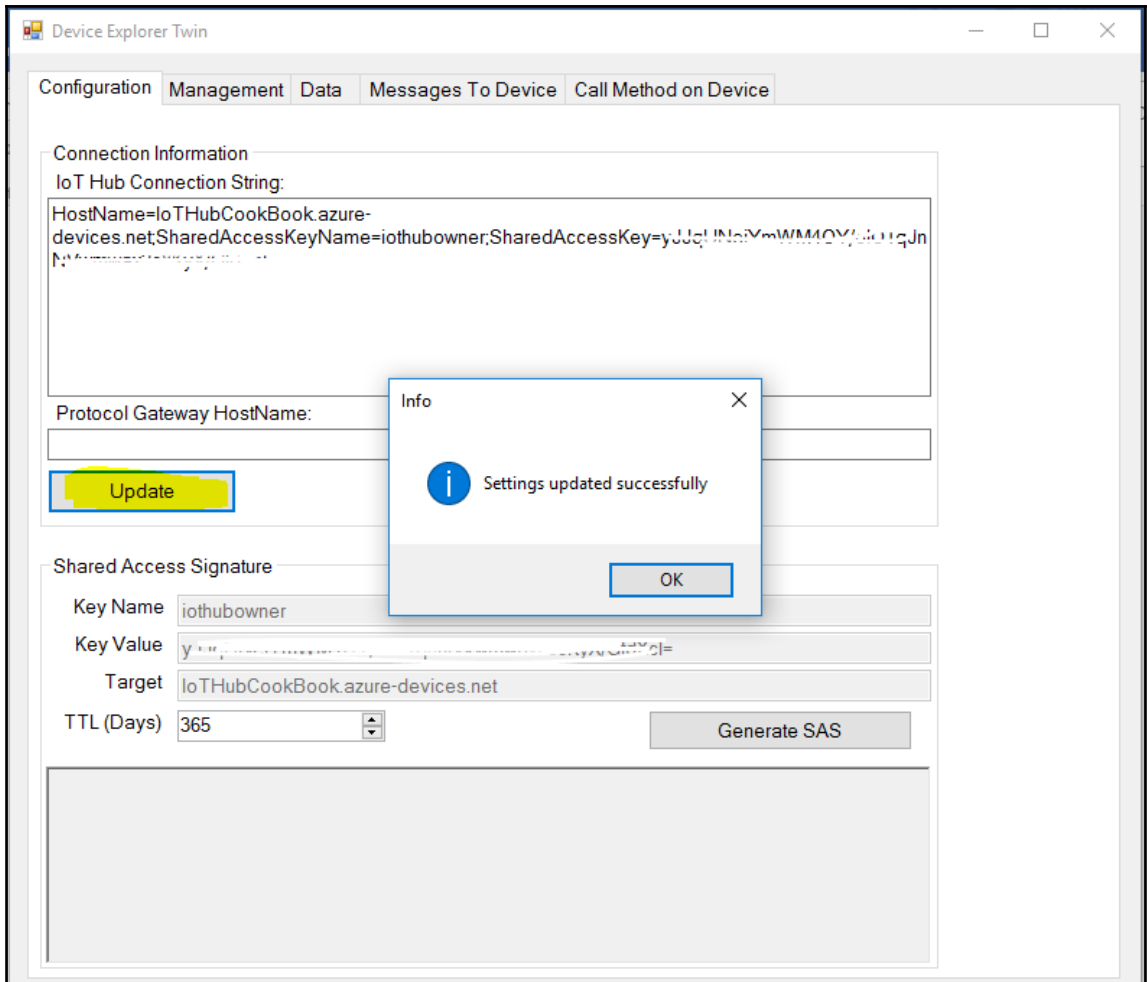 Device Explorer Twin
Configuration Management Data Messages To Device Call Method on Device
Connection Information
IoT Hub Connection String:
HostName=IoTHubCookBook.azure-
devices.net;SharedAccessKeyName=iothubowner;SharedAccessKey=
Protocol Gateway HostName:
Update
Info
Settings updated successfully
OK
Shared Access Signature
Key Name iothubowner
Key Value
Target IoTHubCookBook.azure-devices.net
TTL (Days) 365
Generate SAS